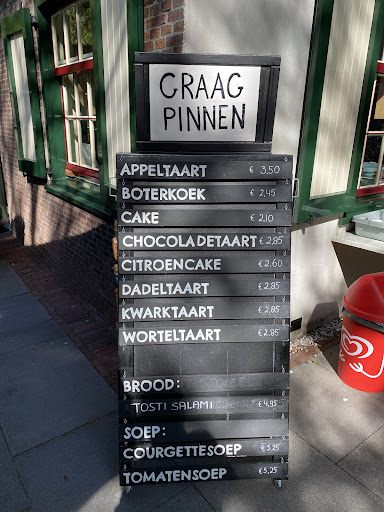 GRAAG
PINNEN
APPELTAART € 3,50
BOTERKOEK € 2,45
CAKE € 2,10
CHOCOLADETAART € 2,85
CITROENCAKE € 2,60
DADELTAART € 2,85
KWARKTAART € 2,85
WORTELTAART € 2,85
BROOD:
TOSTI SALAMI € 4,95
SOEP:
COURGETTESOEP € 5,25
TOMATENSOEP € 5,25